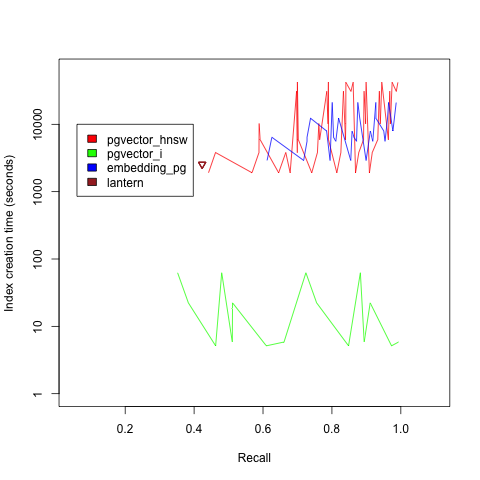 Index creation time (seconds)
10000
1000
100
10
1
pgvector_hnsw
pgvector_i
embedding_pg
lantern
0.2 0.4 0.6 0.8 1.0
Recall